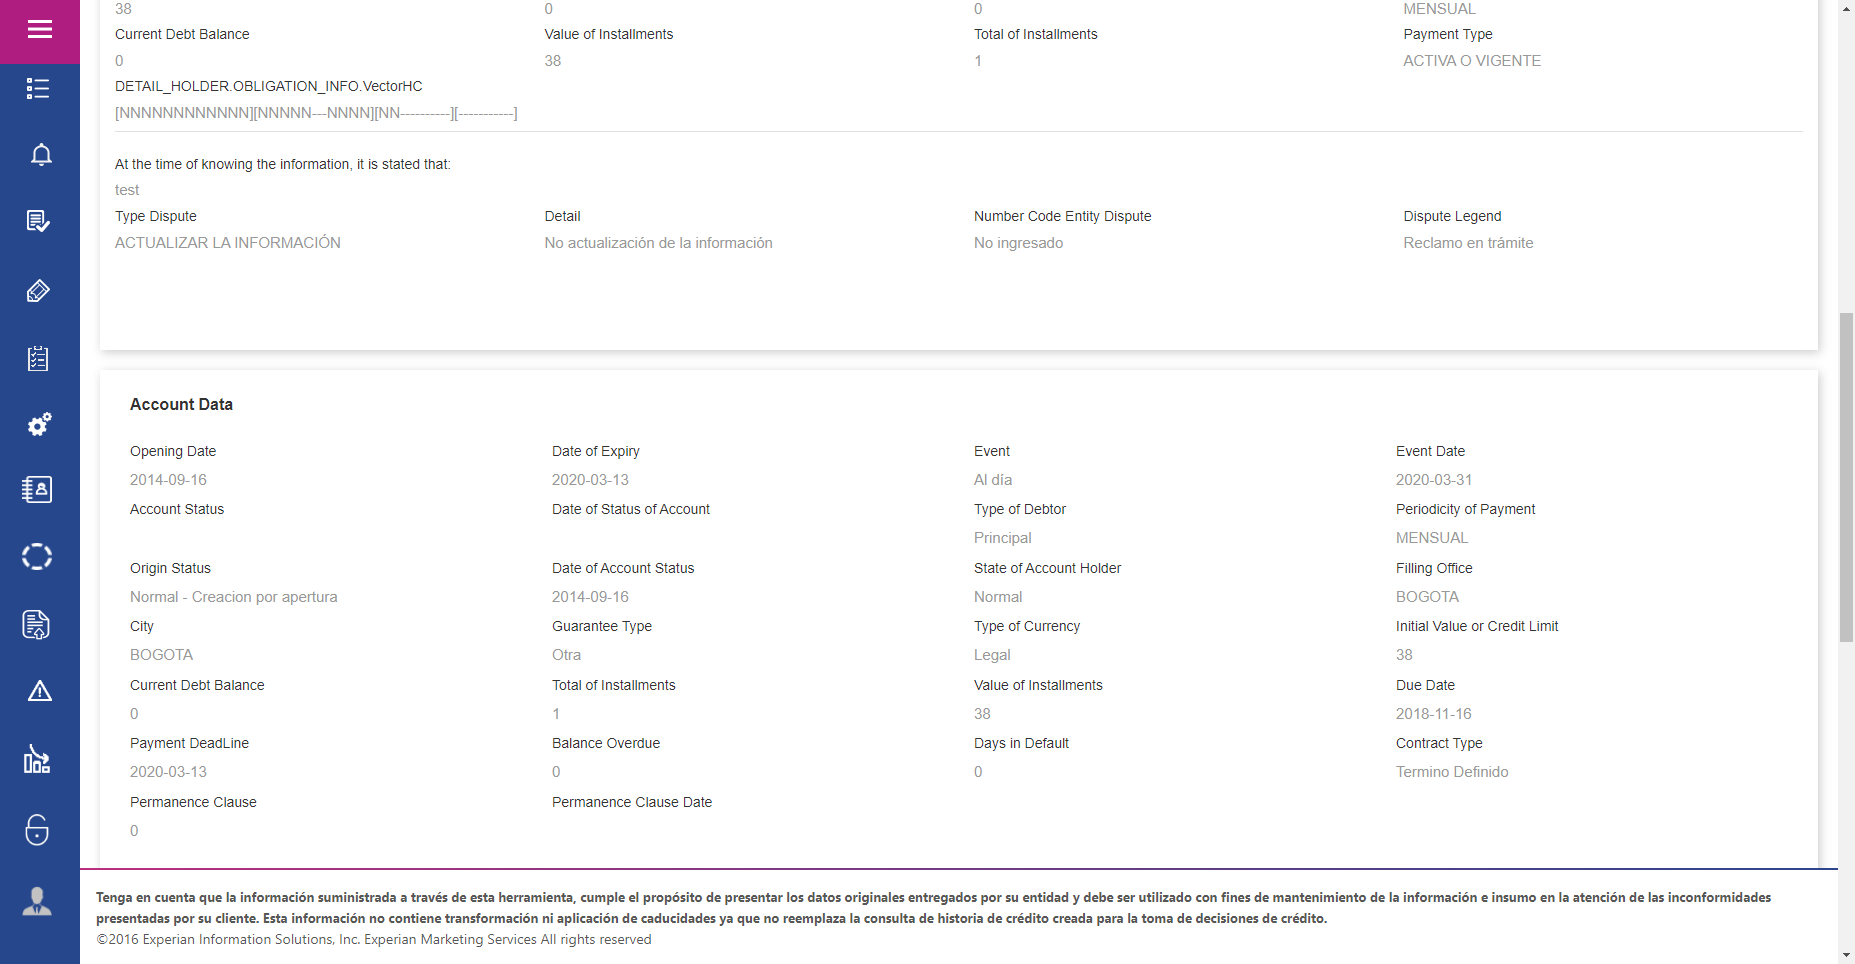 38 0 0 MENSUAL
Current Debt Balance Value of Installments Total of Installments Payment Type
0 38 1 ACTIVA O VIGENTE
DETAIL_HOLDER.OBLIGATION_INFO.VectorHC
[NNNNNNNNNNNN][NNNNN---NNNN][NN----------][-----------]
At the time of knowing the information, it is stated that:
test
Type Dispute Detail Number Code Entity Dispute Dispute Legend
ACTUALIZAR LA INFORMACIÓN No actualización de la información No ingresado Reclamo en trámite
Account Data
Opening Date Date of Expiry Event Event Date
2014-09-16 2020-03-13 Al día 2020-03-31
Account Status Date of Status of Account Type of Debtor Periodicity of Payment
Principal MENSUAL
Origin Status Date of Account Status State of Account Holder Filling Office
Normal - Creacion por apertura 2014-09-16 Normal BOGOTA
City Guarantee Type Type of Currency Initial Value or Credit Limit
BOGOTA Otra Legal 38
Current Debt Balance Total of Installments Value of Installments Due Date
0 1 38 2018-11-16
Payment DeadLine Balance Overdue Days in Default Contract Type
2020-03-13 0 0 Termino Definido
Permanence Clause Permanence Clause Date
0
Tenga en cuenta que la información suministrada a través de esta herramienta, cumple el propósito de presentar los datos originales entregados por su entidad y debe ser utilizado con fines de mantenimiento de la información e insumo en la atención de las inconformidades
presentadas por su cliente. Esta información no contiene transformación ni aplicación de caducidades ya que no reemplaza la consulta de historia de crédito creada para la toma de decisiones de crédito.
©2016 Experian Information Solutions, Inc. Experian Marketing Services All rights reserved